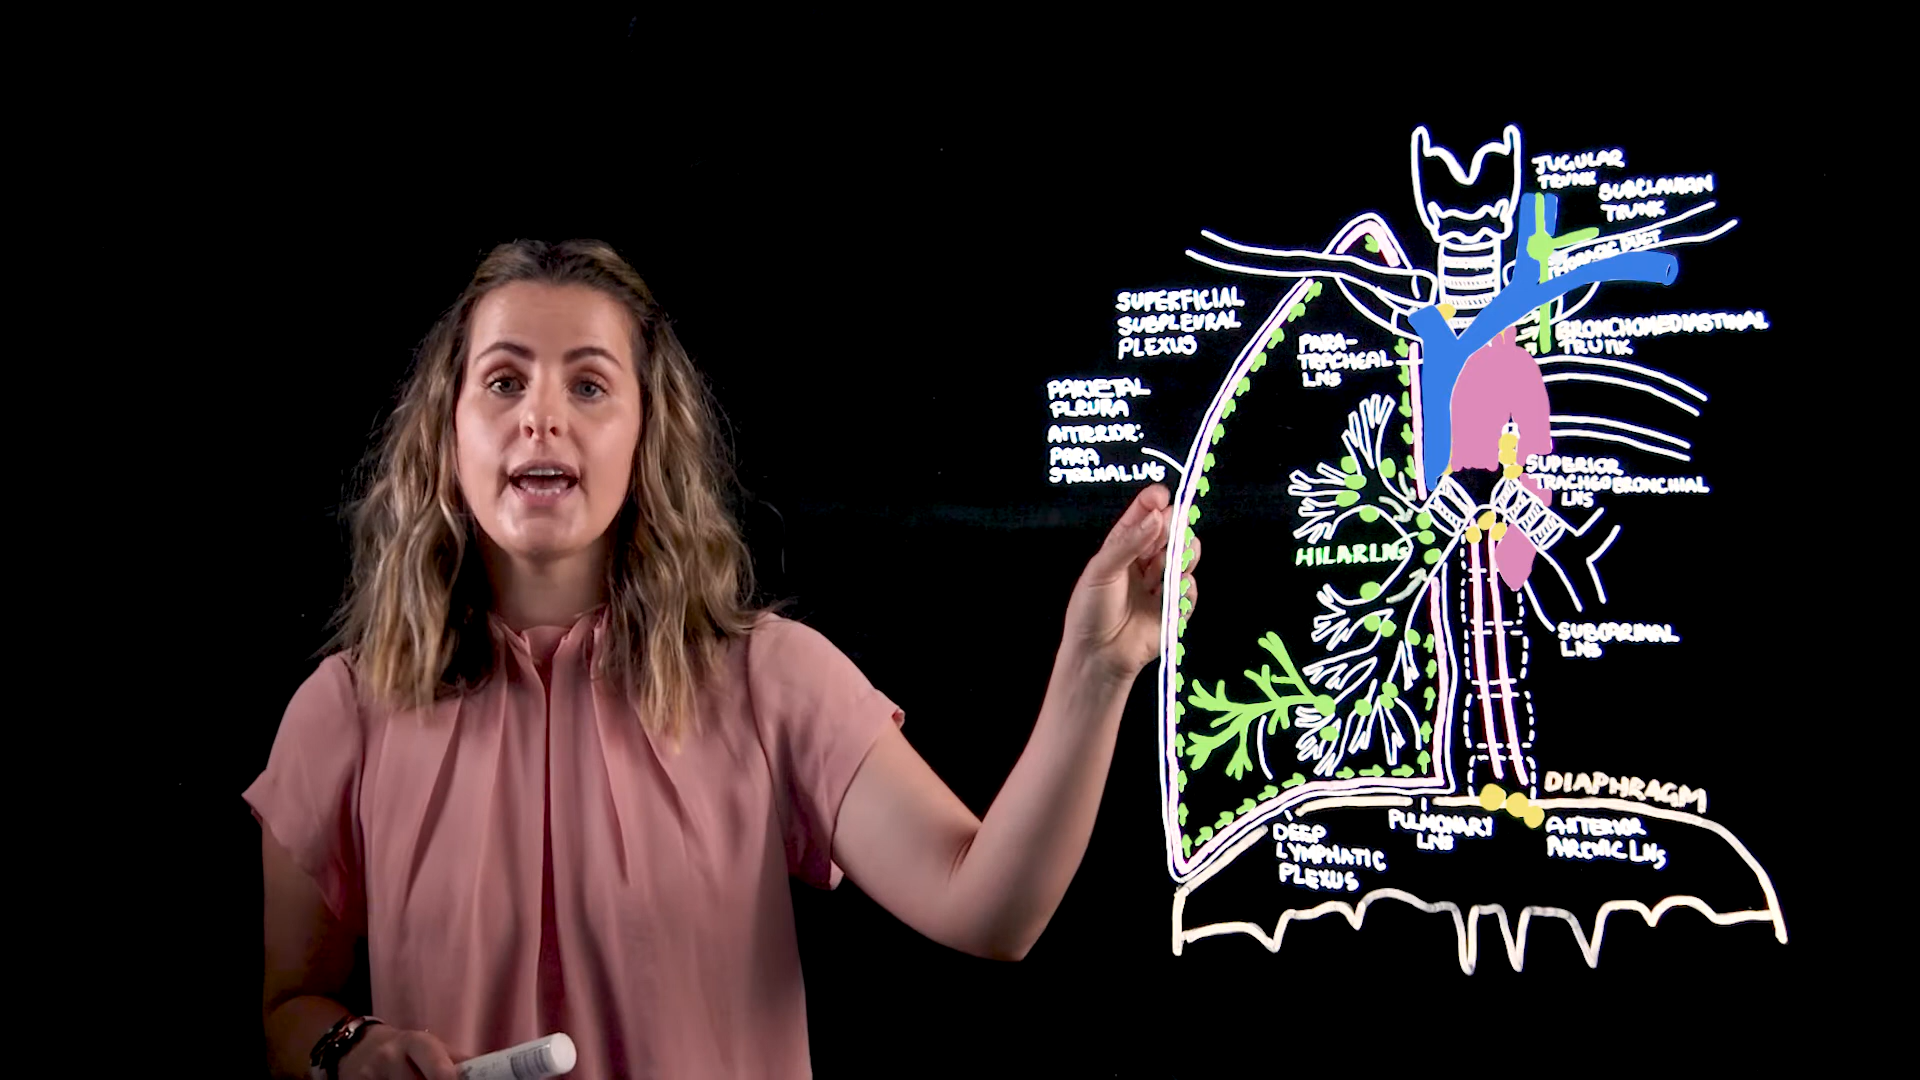 JUGULAR
TRUNK
SUBCLAVIAN
TRUNK
DUCT
SUPERFICIAL
SUBPLEURAL
PLEXUS
BRONCHOMEDIASTINAL
TRUNK
PARA-
TRACHEAL
LNS
PARIETAL
PLEURA
ANTERIOR:
PARA
STERNAL LNS
SUPERIOR
TRACHEOBRONCHIAL
LNS
HILAR LNS
SUBCARINAL
LNS
DIAPHRAGM
DEEP
LYMPHATIC
PLEXUS
PULMONARY
LNS
ANTERIOR
LNS